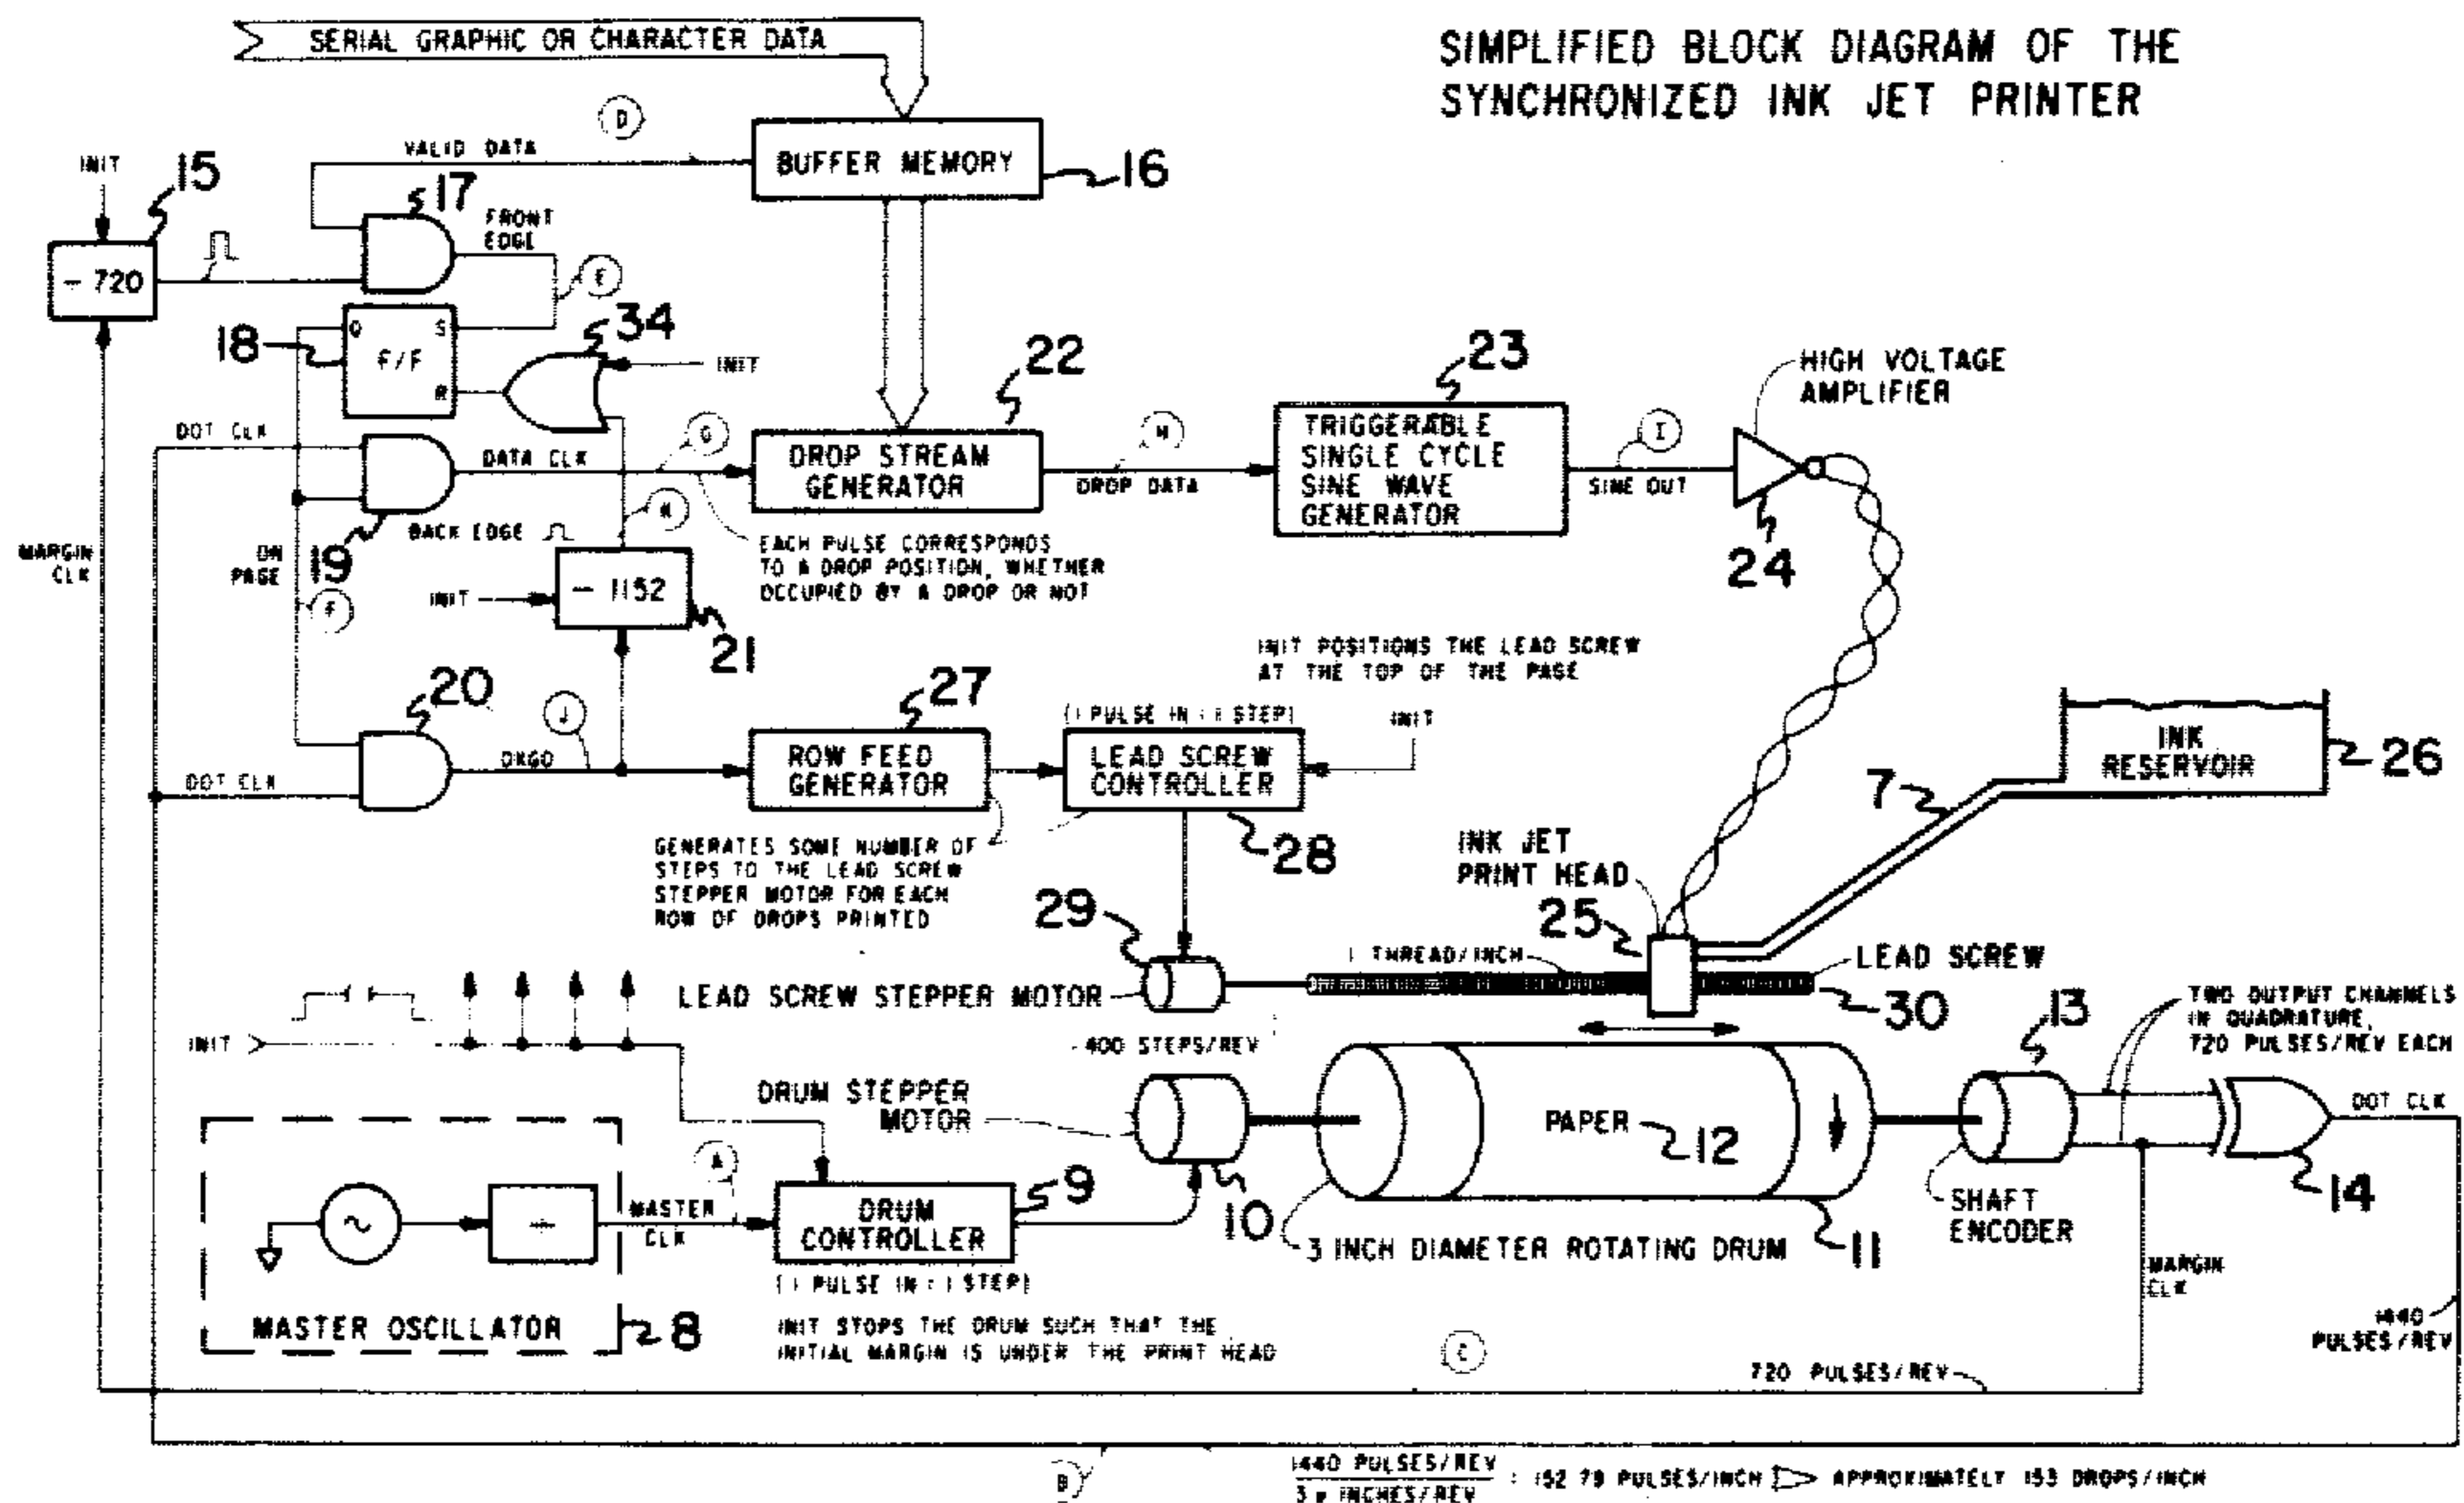 SIMPLIFIED BLOCK DIAGRAM OF THE
SYNCHRONIZED INK JET PRINTER
SERIAL GRAPHIC OR CHARACTER DATA
D
VALID DATA
BUFFER MEMORY
16
INIT
15
17
FRONT
EDGE
÷ 720
E
34
18
Q
S
F/F
R
INIT
22
23
HIGH VOLTAGE
AMPLIFIER
DOT CLK
DATA CLK
G
DROP STREAM
GENERATOR
H
DROP DATA
TRIGGERABLE
SINGLE CYCLE
SINE WAVE
GENERATOR
I
SINE OUT
24
MARGIN
CLK
ON
PAGE
19
BACK EDGE
K
EACH PULSE CORRESPONDS
TO A DROP POSITION, WHETHER
OCCUPIED BY A DROP OR NOT
F
INIT
÷ 1152
21
INIT POSITIONS THE LEAD SCREW
AT THE TOP OF THE PAGE
20
J
27
(1 PULSE IN = 1 STEP)
INIT
DKGD
ROW FEED
GENERATOR
LEAD SCREW
CONTROLLER
INK
RESERVOIR
26
DOT CLK
7
GENERATES SOME NUMBER OF
STEPS TO THE LEAD SCREW
STEPPER MOTOR FOR EACH
ROW OF DROPS PRINTED
28
INK JET
PRINT HEAD
29
25
1 THREAD/INCH
LEAD SCREW
LEAD SCREW STEPPER MOTOR
30
13
TWO OUTPUT CHANNELS
IN QUADRATURE,
720 PULSES/REV EACH
INIT
400 STEPS/REV
DRUM STEPPER
MOTOR
PAPER
12
DOT CLK
A
9
MASTER
CLK
DRUM
CONTROLLER
10
3 INCH DIAMETER ROTATING DRUM
11
SHAFT
ENCODER
14
MARGIN
CLK
(1 PULSE IN = 1 STEP)
MASTER OSCILLATOR
8
INIT STOPS THE DRUM SUCH THAT THE
INITIAL MARGIN IS UNDER THE PRINT HEAD
C
1440
PULSES/REV
720 PULSES/REV
B
1440 PULSES/REV
3 π INCHES/REV
= 152.79 PULSES/INCH
APPROXIMATELY 153 DROPS/INCH